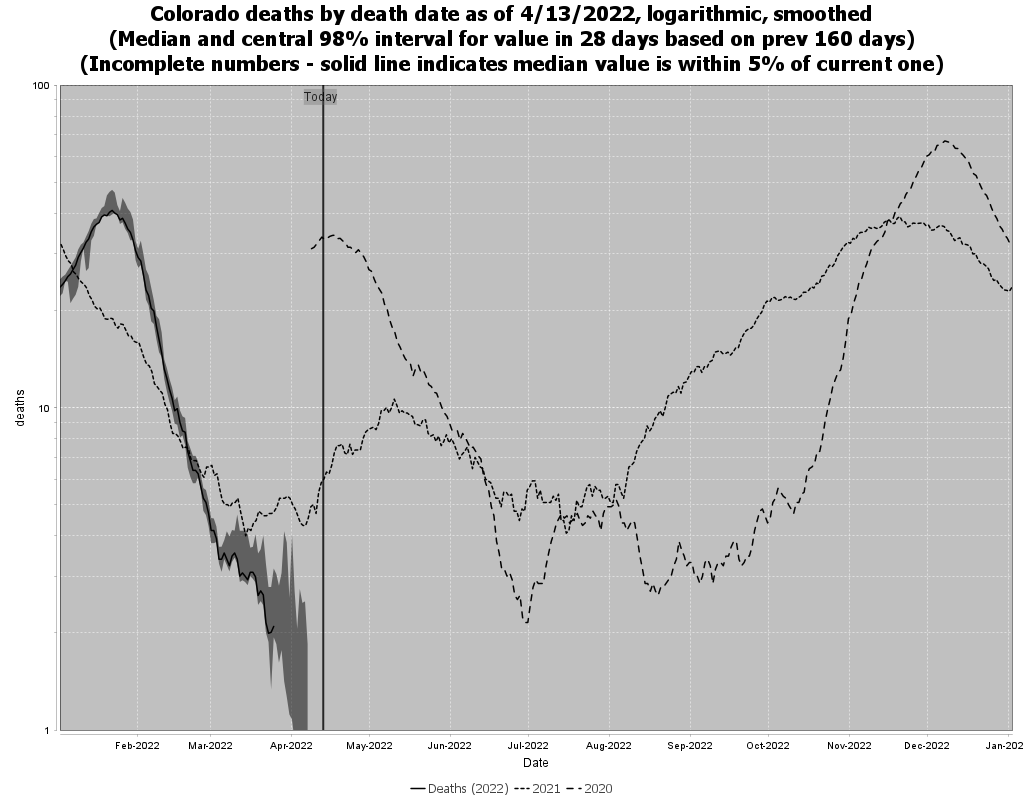 Colorado deaths by death date as of 4/13/2022, logarithmic, smoothed
(Median and central 98% interval for value in 28 days based on prev 160 days)
(Incomplete numbers - solid line indicates median value is within 5% of current one)
100
Today
deaths
10
1
Feb-2022 Mar-2022 Apr-2022 May-2022 Jun-2022 Jul-2022 Aug-2022 Sep-2022 Oct-2022 Nov-2022 Dec-2022 Jan-202
Date
Deaths (2022) 2021 2020